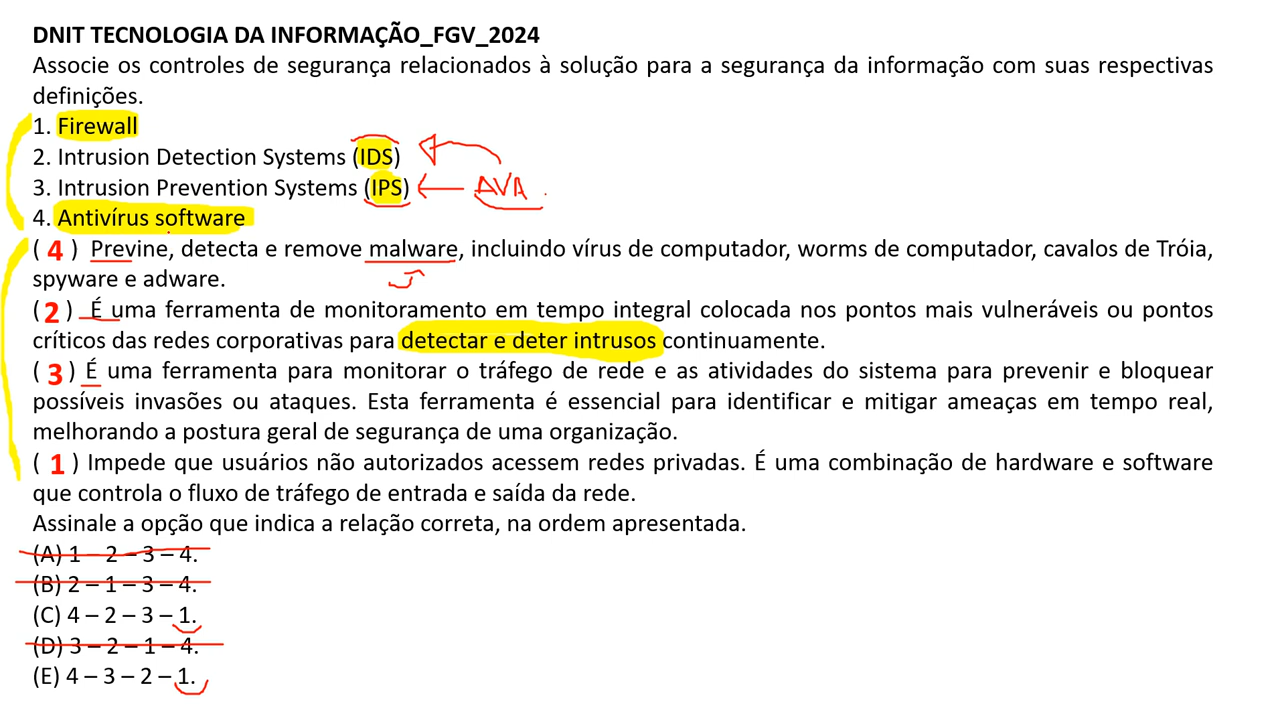 DNIT TECNOLOGIA DA INFORMAÇÃO_FGV_2024
Associe os controles de segurança relacionados à solução para a segurança da informação com suas respectivas
definições.
1. Firewall
2. Intrusion Detection Systems (IDS)
3. Intrusion Prevention Systems (IPS) AVA
4. Antivírus software
( 4 ) Previne, detecta e remove malware, incluindo vírus de computador, worms de computador, cavalos de Tróia,
spyware e adware.
( 2 ) É uma ferramenta de monitoramento em tempo integral colocada nos pontos mais vulneráveis ou pontos
críticos das redes corporativas para detectar e deter intrusos continuamente.
( 3 ) É uma ferramenta para monitorar o tráfego de rede e as atividades do sistema para prevenir e bloquear
possíveis invasões ou ataques. Esta ferramenta é essencial para identificar e mitigar ameaças em tempo real,
melhorando a postura geral de segurança de uma organização.
( 1 ) Impede que usuários não autorizados acessem redes privadas. É uma combinação de hardware e software
que controla o fluxo de tráfego de entrada e saída da rede.
Assinale a opção que indica a relação correta, na ordem apresentada.
(A) 1 – 2 – 3 – 4.
(B) 2 – 1 – 3 – 4.
(C) 4 – 2 – 3 – 1.
(D) 3 – 2 – 1 – 4.
(E) 4 – 3 – 2 – 1.